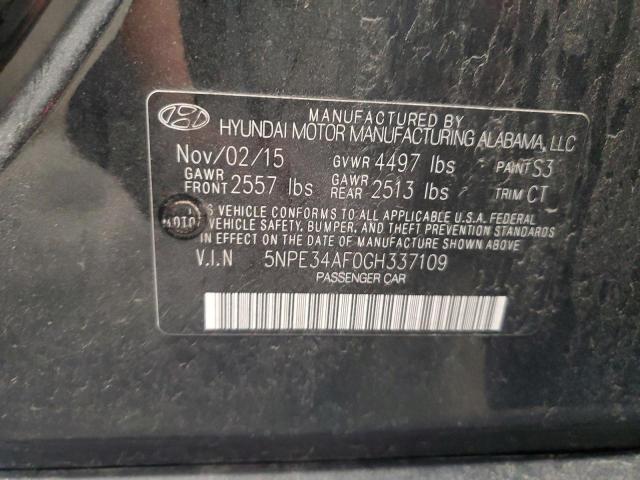 MANUFACTURED BY
HYUNDAI MOTOR MANUFACTURING ALABAMA, LLC
Nov/02/15 GVWR 4497 lbs PAINT S3
GAWR FRONT 2557 lbs GAWR REAR 2513 lbs TRIM CT
VEHICLE CONFORMS TO ALL APPLICABLE U.S.A. FEDERAL
VEHICLE SAFETY, BUMPER, AND THEFT PREVENTION STANDARDS
IN EFFECT ON THE DATE OF MANUFACTURE SHOWN ABOVE
V.I.N 5NPE34AF0GH337109
PASSENGER CAR